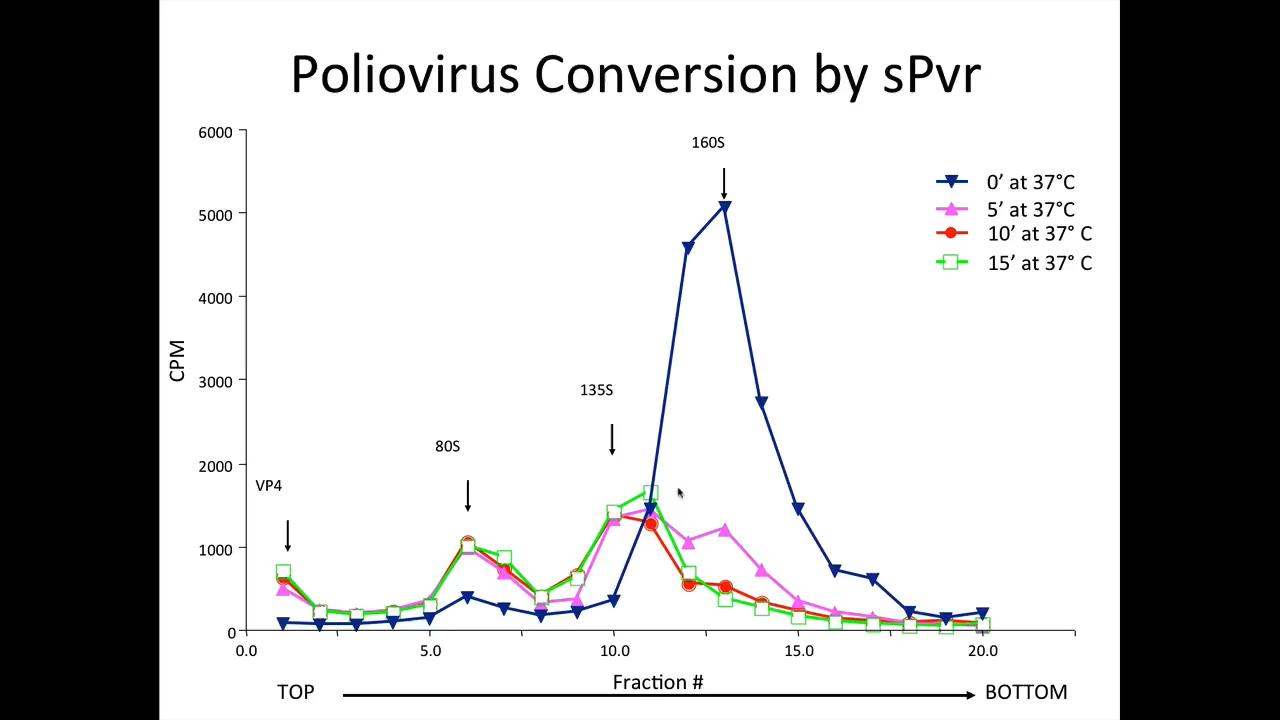 Poliovirus Conversion by sPvr
6000
5000
4000
3000
2000
1000
0
CPM
160S
135S
80S
VP4
0’ at 37°C
5’ at 37°C
10’ at 37° C
15’ at 37° C
0.0 5.0 10.0 15.0 20.0
Fraction #
TOP BOTTOM